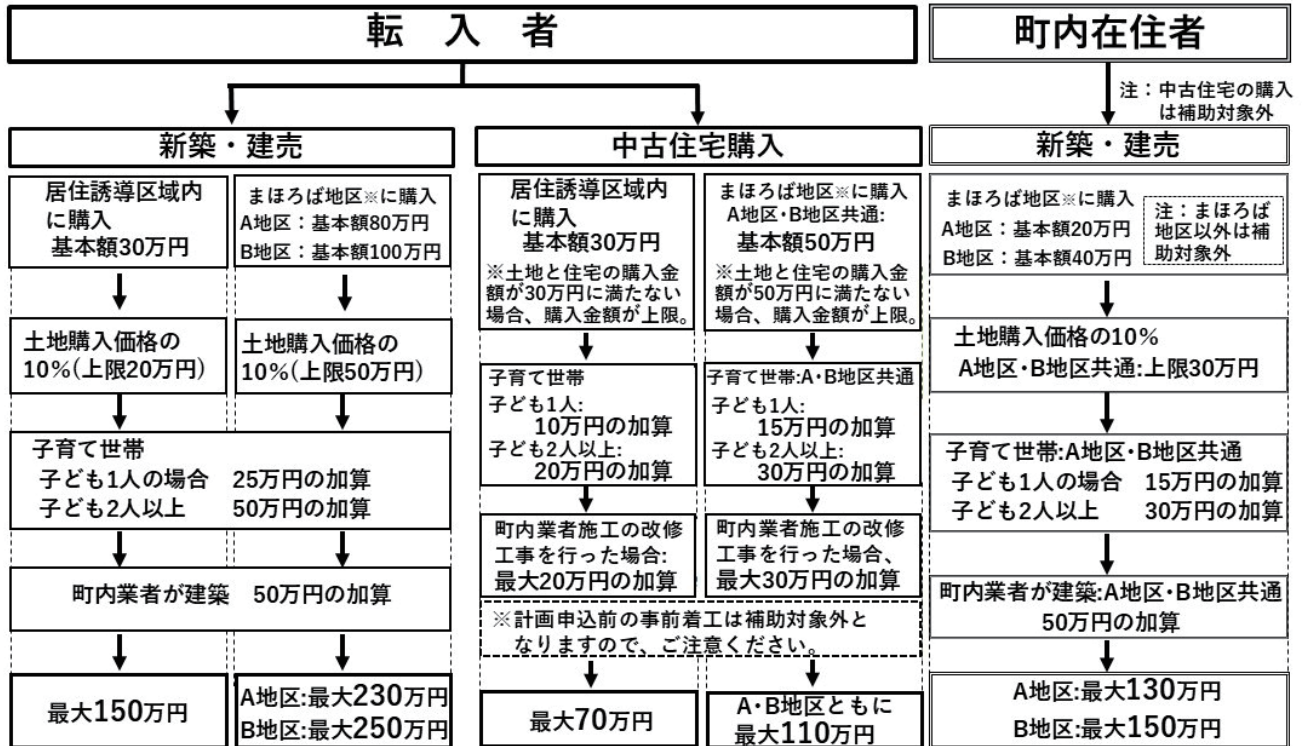 転 入 者
新築・建売
居住誘導区域内
に購入
基本額30万円
まほろば地区※に購入
A地区：基本額80万円
B地区：基本額100万円
土地購入価格の
10%(上限20万円)
土地購入価格の
10%(上限50万円)
子育て世帯
子ども1人の場合 25万円の加算
子ども2人以上 50万円の加算
町内業者が建築 50万円の加算
最大150万円
A地区:最大230万円
B地区:最大250万円
中古住宅購入
居住誘導区域内
に購入
基本額30万円
※土地と住宅の購入金
額が30万円に満たない
場合、購入金額が上限。
まほろば地区※に購入
A地区･B地区共通:
基本額50万円
※土地と住宅の購入金
額が50万円に満たない
場合、購入金額が上限。
子育て世帯
子ども1人:
10万円の加算
子ども2人以上:
20万円の加算
子育て世帯:A・B地区共通
子ども1人:
15万円の加算
子ども2人以上:
30万円の加算
町内業者施工の改修
工事を行った場合:
最大20万円の加算
町内業者施工の改修
工事を行った場合、
最大30万円の加算
※計画申込前の事前着工は補助対象外と
なりますので、ご注意ください。
最大70万円
A・B地区ともに
最大110万円
町内在住者
注：中古住宅の購入
は補助対象外
新築・建売
まほろば地区※に購入
A地区：基本額20万円
B地区：基本額40万円
注：まほろば
地区以外は補
助対象外
土地購入価格の10%
A地区・B地区共通:上限30万円
子育て世帯:A地区・B地区共通
子ども1人の場合 15万円の加算
子ども2人以上 30万円の加算
町内業者が建築:A地区・B地区共通
50万円の加算
A地区:最大130万円
B地区:最大150万円